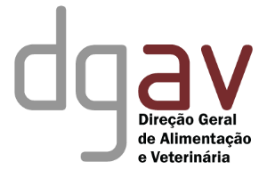 dgav
Direção Geral
de Alimentação
e Veterinária